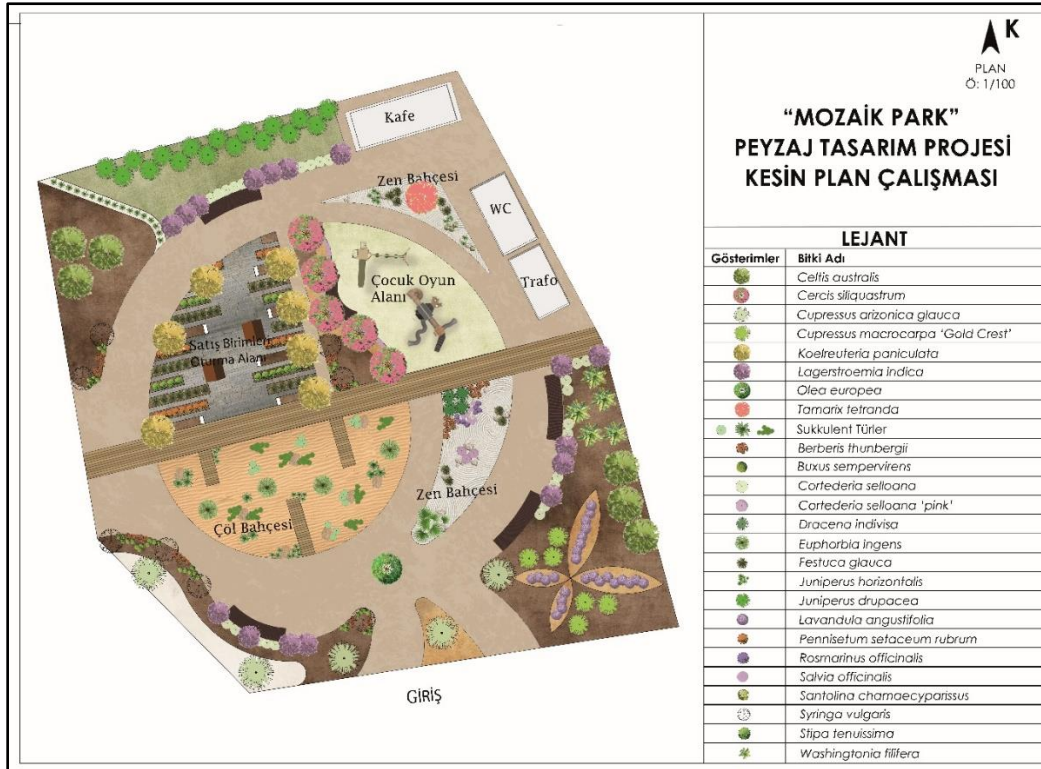 K
PLAN
Ö: 1/100
“MOZAİK PARK”
PEYZAJ TASARIM PROJESİ
KESİN PLAN ÇALIŞMASI
LEJANT
Gösterimler Bitki Adı
Celtis australis
Cercis siliquastrum
Cupressus arizonica glauca
Cupressus macrocarpa ‘Gold Crest’
Koelreuteria paniculata
Lagerstroemia indica
Olea europea
Tamarix tetranda
Sukkulent Türler
Berberis thunbergii
Buxus sempervirens
Cortederia selloana
Cortederia selloana ‘pink’
Dracena indivisa
Euphorbia ingens
Festuca glauca
Juniperus horizontalis
Juniperus drupacea
Lavandula angustifolia
Pennisetum setaceum rubrum
Rosmarinus officinalis
Salvia officinalis
Santolina chamaecyparissus
Syringa vulgaris
Stipa tenuissima
Washingtonia filifera
Kafe
Zen Bahçesi
WC
Trafo
Çocuk Oyun
Alanı
Satış Birimleri
Oturma Alanı
Zen Bahçesi
Çöl Bahçesi
GİRİŞ